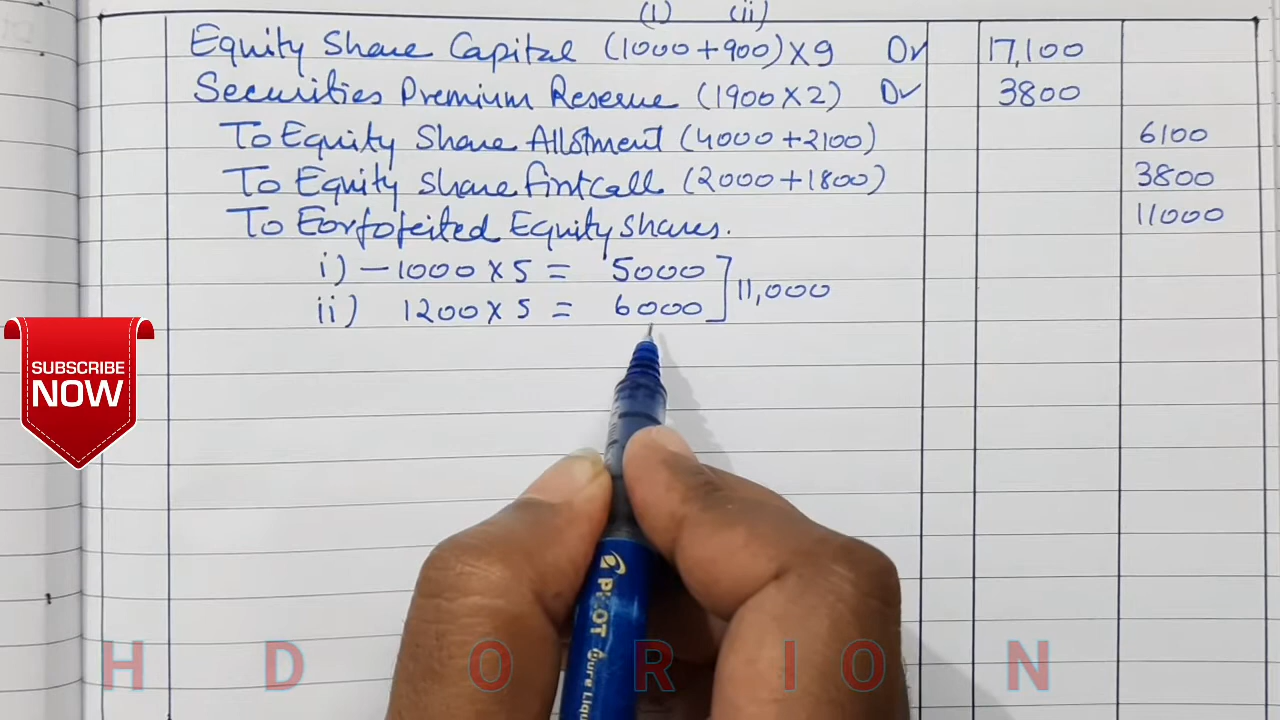 (i) (ii)
Equity Share Capital (1000+900)×9 Dr 17,100
Securities Premium Reserve (1900×2) Dr 3800
To Equity Share Allotment (4000+2100) 6100
To Equity Share first call (2000+1800) 3800
To Forfofeited Equity shares. 11000
i) – 1000 × 5 = 5000
ii) 1200 × 5 = 6000
11,000
SUBSCRIBE
NOW
PILOT
H D O R I O N